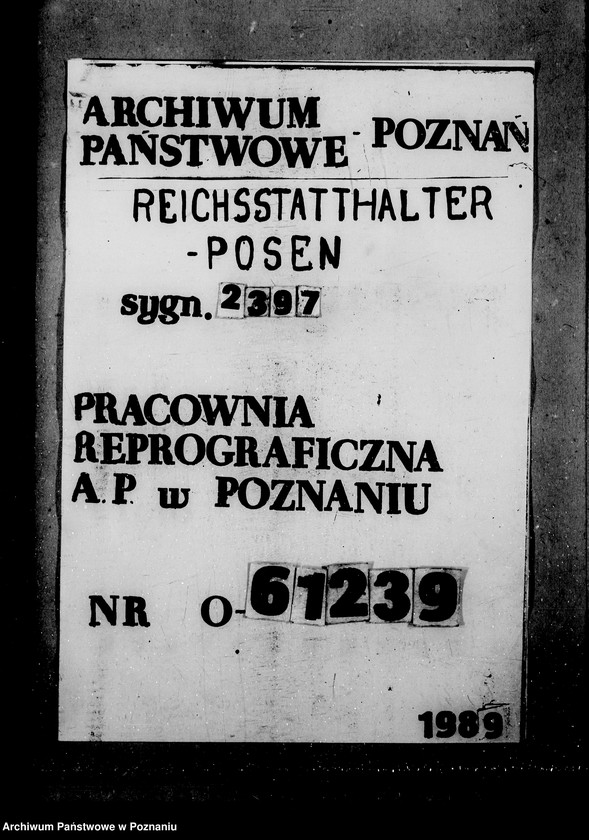 ARCHIWUM
PAŃSTWOWE - POZNAŃ
REICHSSTATTHALTER
-POSEN
sygn. 2397
PRACOWNIA
REPROGRAFICZNA
A.P. w POZNANIU
NR O-61239
1989
Archiwum Państwowe w Poznaniu